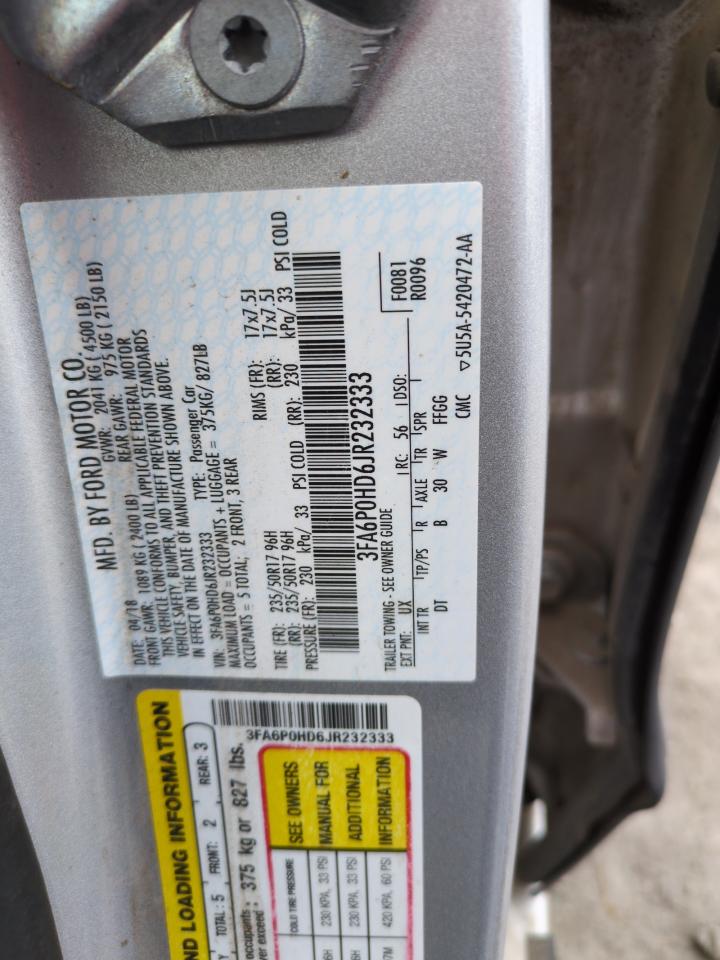 MFD. BY FORD MOTOR CO.
DATE: 04/18 GVWR: 2041 KG ( 4500 LB)
FRONT GAWR: 1089 KG ( 2400 LB) REAR GAWR: 975 KG ( 2150 LB)
THIS VEHICLE CONFORMS TO ALL APPLICABLE FEDERAL MOTOR
VEHICLE SAFETY, BUMPER, AND THEFT PREVENTION STANDARDS
IN EFFECT ON THE DATE OF MANUFACTURE SHOWN ABOVE.
VIN: 3FA6P0HD6JR232333 TYPE: Passenger Car
MAXIMUM LOAD = OCCUPANTS + LUGGAGE = 375KG/ 827LB
OCCUPANTS = 5 TOTAL; 2 FRONT, 3 REAR
TIRE (FR): 235/50R17 96H RIMS (FR): 17x7.5J
(RR): 235/50R17 96H (RR): 17x7.5J
PRESSURE (FR): 230 kPa/ 33 PSI COLD (RR): 230 kPa/ 33 PSI COLD
3FA6P0HD6JR232333
TRAILER TOWING - SEE OWNER GUIDE F0081
EXT PNT: UX RC: 56 DSO: R0096
INT TR TP/PS R AXLE TR SPR
DT B 30 W FFGG
CMC ▽5U5A-5420472-AA
ND LOADING INFORMATION
TOTAL: 5 FRONT: 2 REAR: 3
375 kg or 827 lbs.
3FA6P0HD6JR232333
COLD TIRE PRESSURE SEE OWNERS
230 KPA, 33 PSI MANUAL FOR
230 KPA, 33 PSI ADDITIONAL
420 KPA, 60 PSI INFORMATION